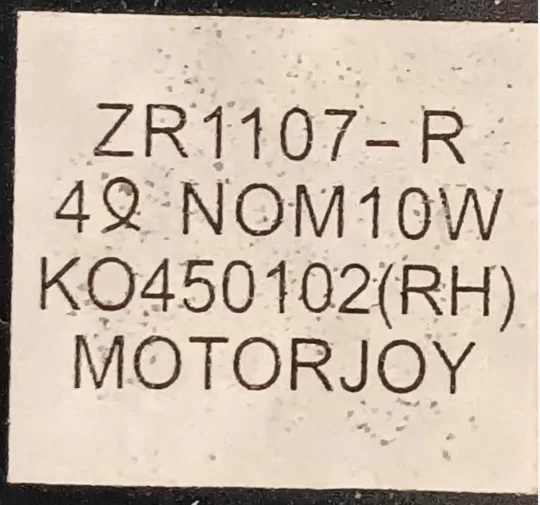 ZR1107-R
4Ω NOM10W
KO450102(RH)
MOTORJOY